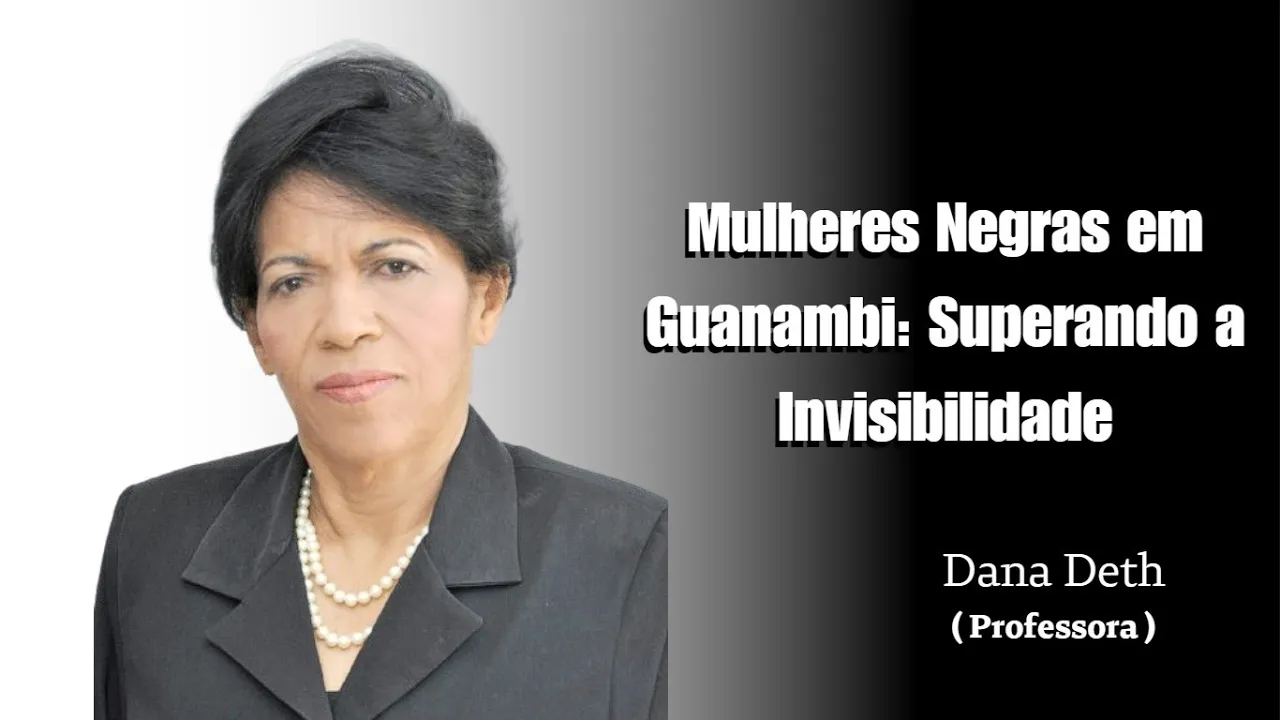 Mulheres Negras em
Guanambi: Superando a
Invisibilidade
Dana Deth
( Professora )